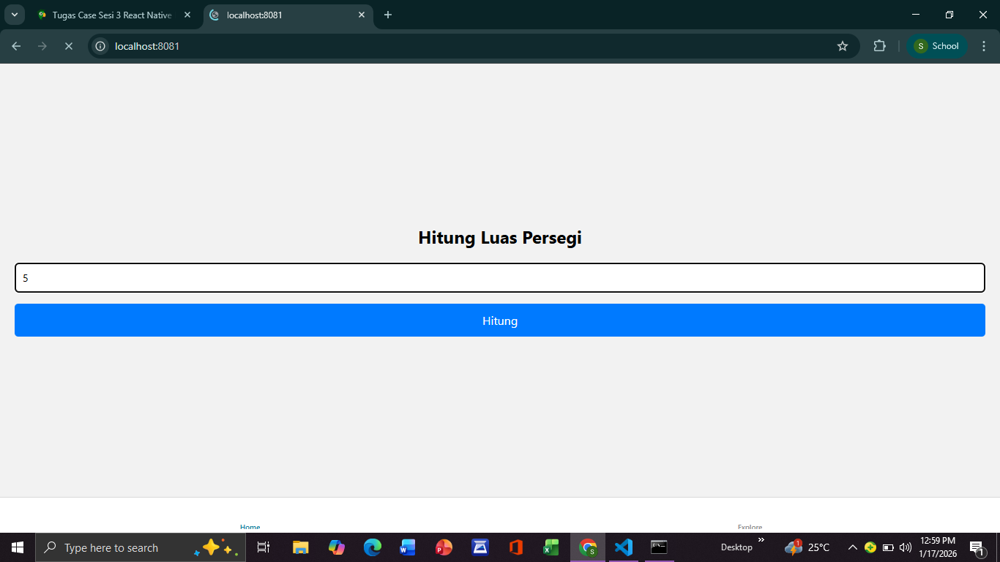 Tugas Case Sesi 3 React Native
localhost:8081
localhost:8081
S School
Hitung Luas Persegi
5
Hitung
Home
Explore
Type here to search
Desktop
25°C
12:59 PM
1/17/2026